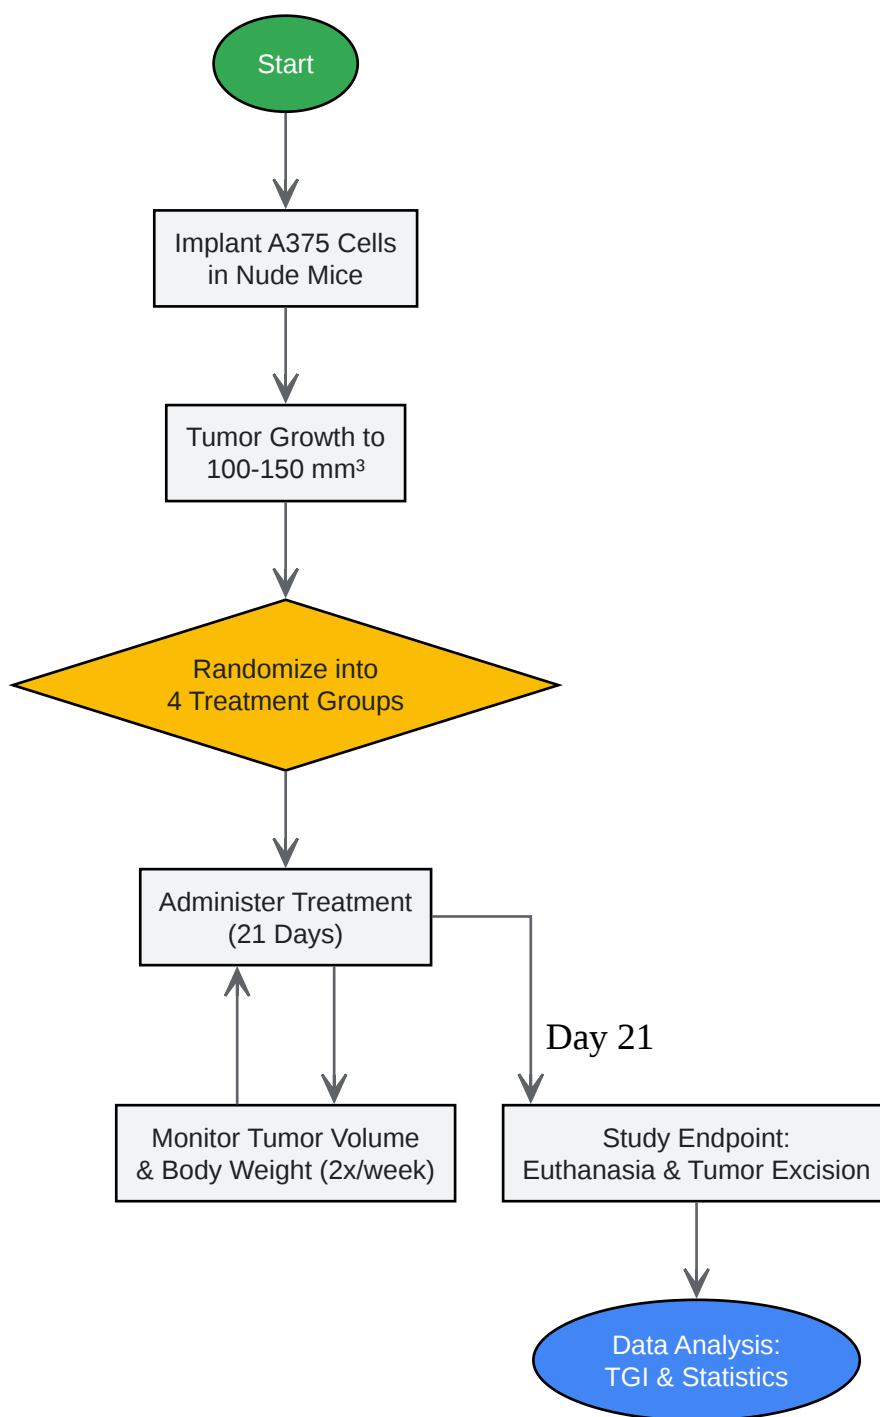 Start
Implant A375 Cells
in Nude Mice
Tumor Growth to
100-150 mm³
Randomize into
4 Treatment Groups
Administer Treatment
(21 Days)
Day 21
Monitor Tumor Volume
& Body Weight (2x/week)
Study Endpoint:
Euthanasia & Tumor Excision
Data Analysis:
TGI & Statistics